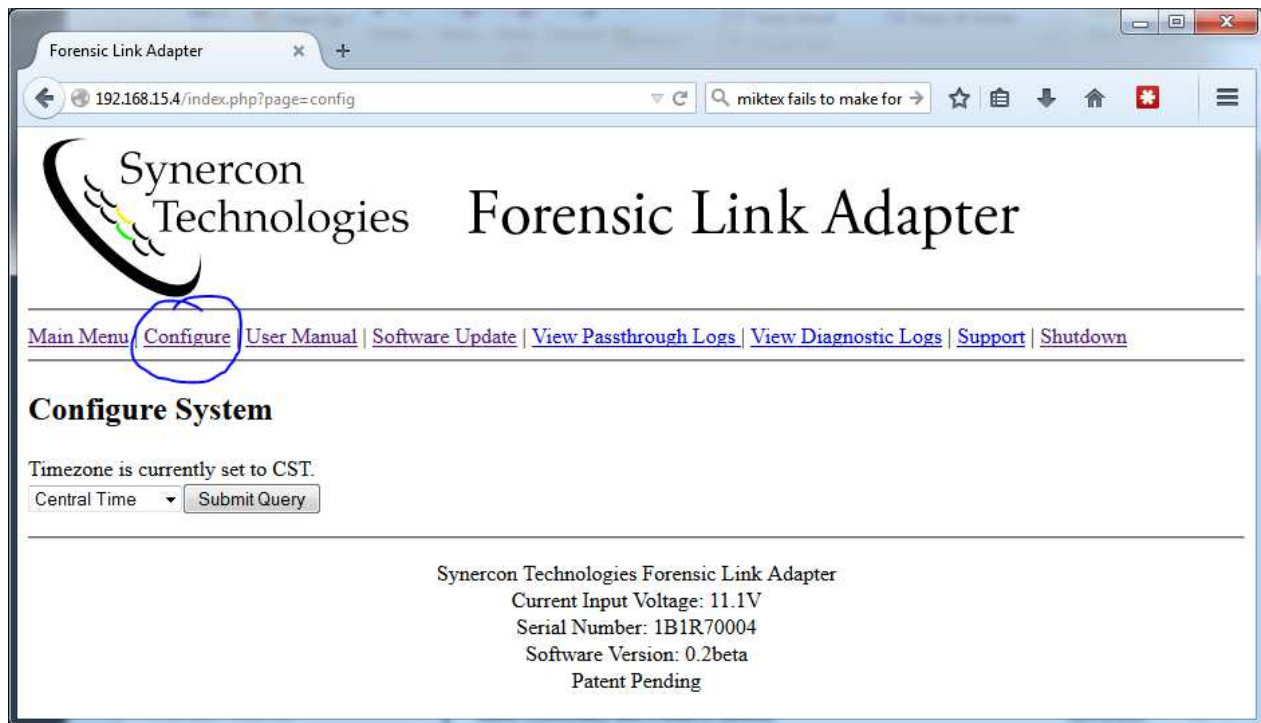 Forensic Link Adapter
192.168.15.4/index.php?page=config
miktex fails to make for
Synercon
Technologies
Forensic Link Adapter
Main Menu | Configure | User Manual | Software Update | View Passthrough Logs | View Diagnostic Logs | Support | Shutdown
Configure System
Timezone is currently set to CST.
Central Time Submit Query
Synercon Technologies Forensic Link Adapter
Current Input Voltage: 11.1V
Serial Number: 1B1R70004
Software Version: 0.2beta
Patent Pending